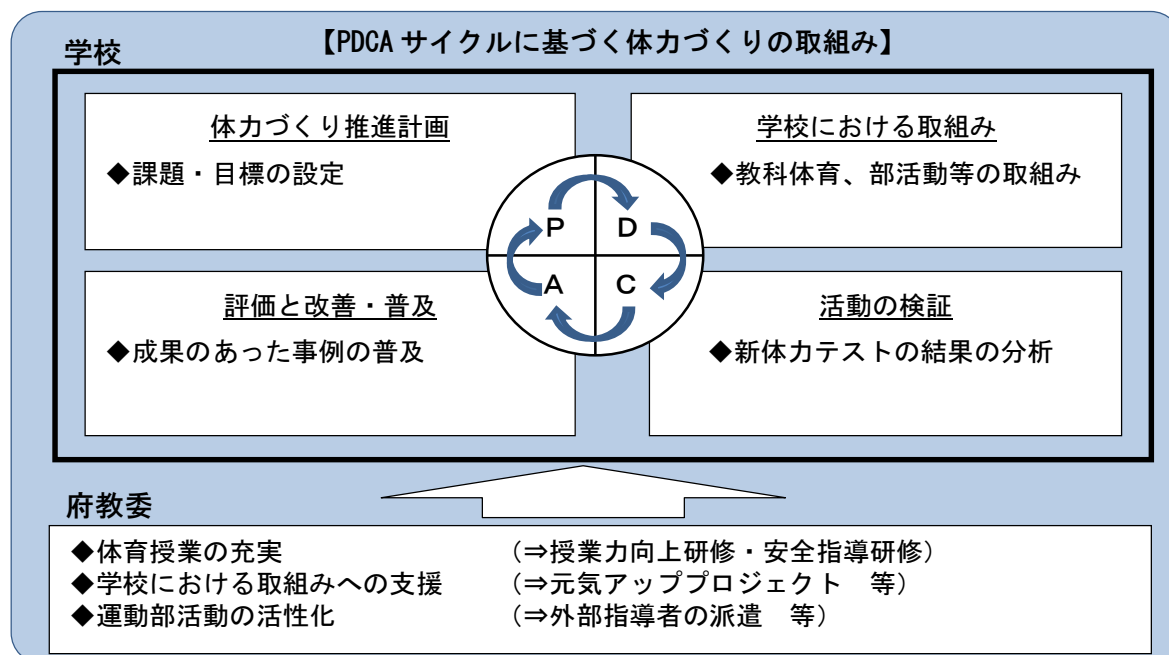 【PDCA サイクルに基づく体力づくりの取組み】
学校
体力づくり推進計画
◆課題・目標の設定
学校における取組み
◆教科体育、部活動等の取組み
P
D
A
C
評価と改善・普及
◆成果のあった事例の普及
活動の検証
◆新体力テストの結果の分析
府教委
◆体育授業の充実 (⇒授業力向上研修・安全指導研修)
◆学校における取組みへの支援 (⇒元気アッププロジェクト 等)
◆運動部活動の活性化 (⇒外部指導者の派遣 等)